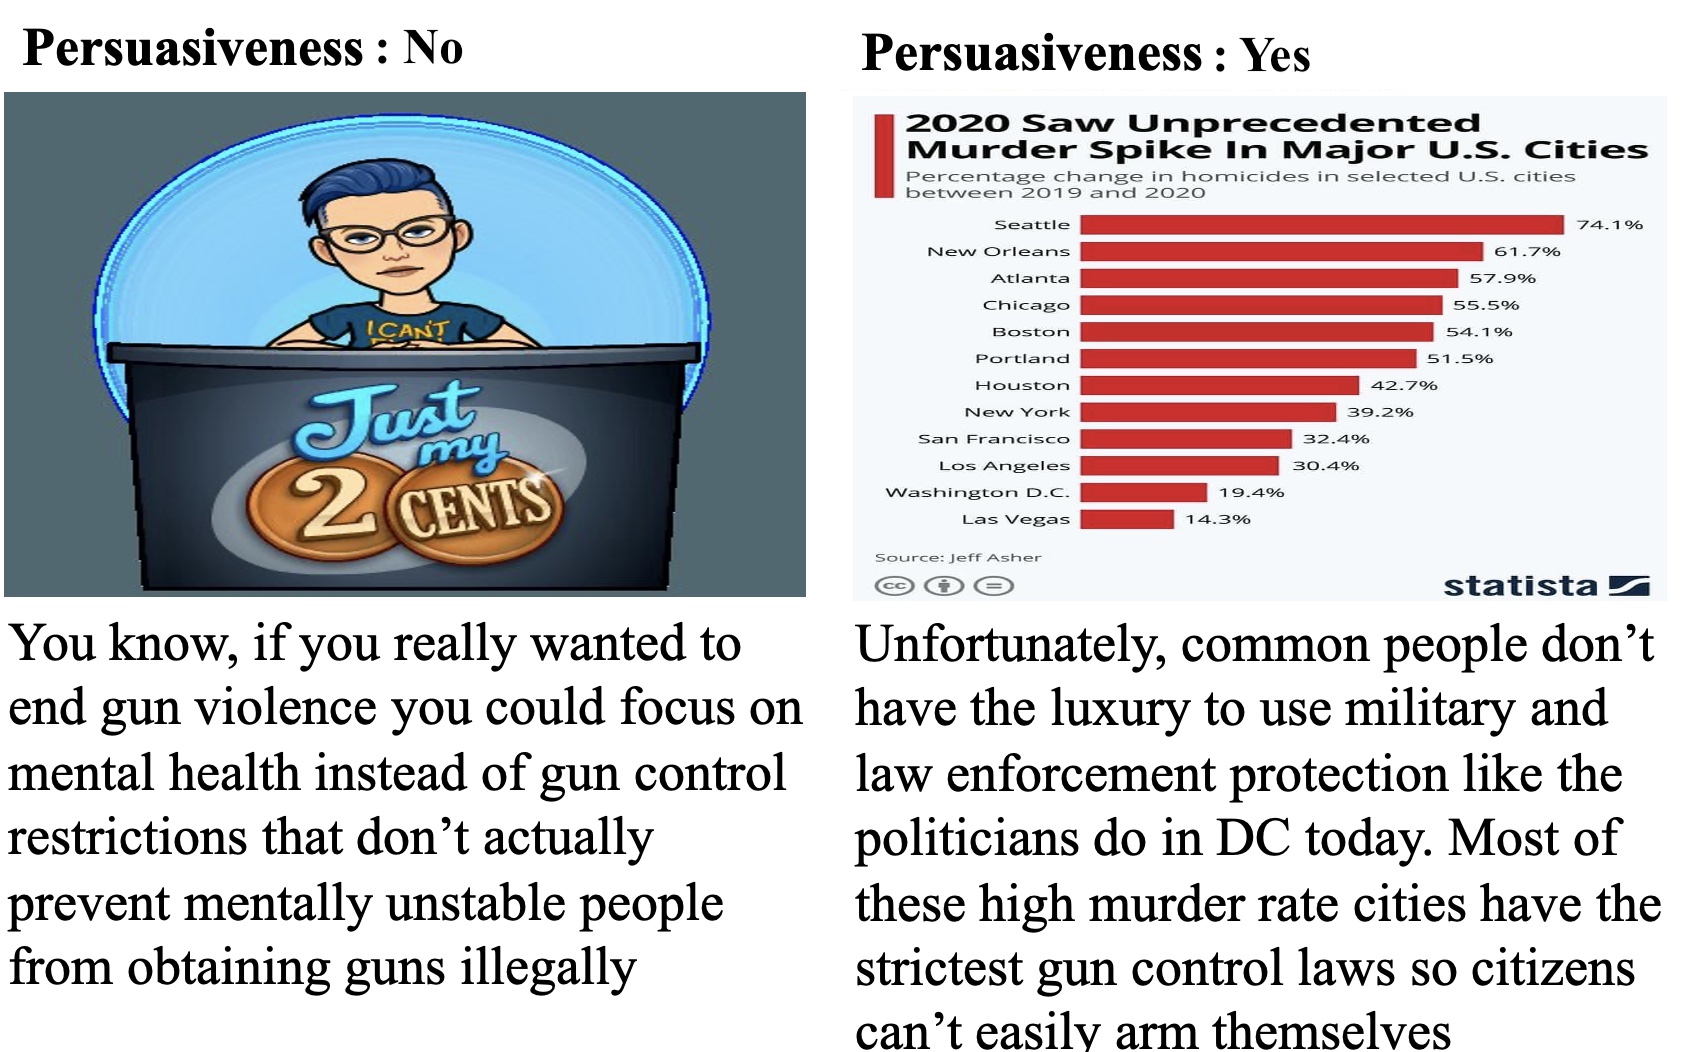 Persuasiveness : No
I CAN'T
Just
my
2 CENTS
You know, if you really wanted to
end gun violence you could focus on
mental health instead of gun control
restrictions that don’t actually
prevent mentally unstable people
from obtaining guns illegally
Persuasiveness : Yes
2020 Saw Unprecedented
Murder Spike In Major U.S. Cities
Percentage change in homicides in selected U.S. cities
between 2019 and 2020
Seattle 74.1%
New Orleans 61.7%
Atlanta 57.9%
Chicago 55.5%
Boston 54.1%
Portland 51.5%
Houston 42.7%
New York 39.2%
San Francisco 32.4%
Los Angeles 30.4%
Washington D.C. 19.4%
Las Vegas 14.3%
Source: Jeff Asher
cc
statista
Unfortunately, common people don’t
have the luxury to use military and
law enforcement protection like the
politicians do in DC today. Most of
these high murder rate cities have the
strictest gun control laws so citizens
can’t easily arm themselves